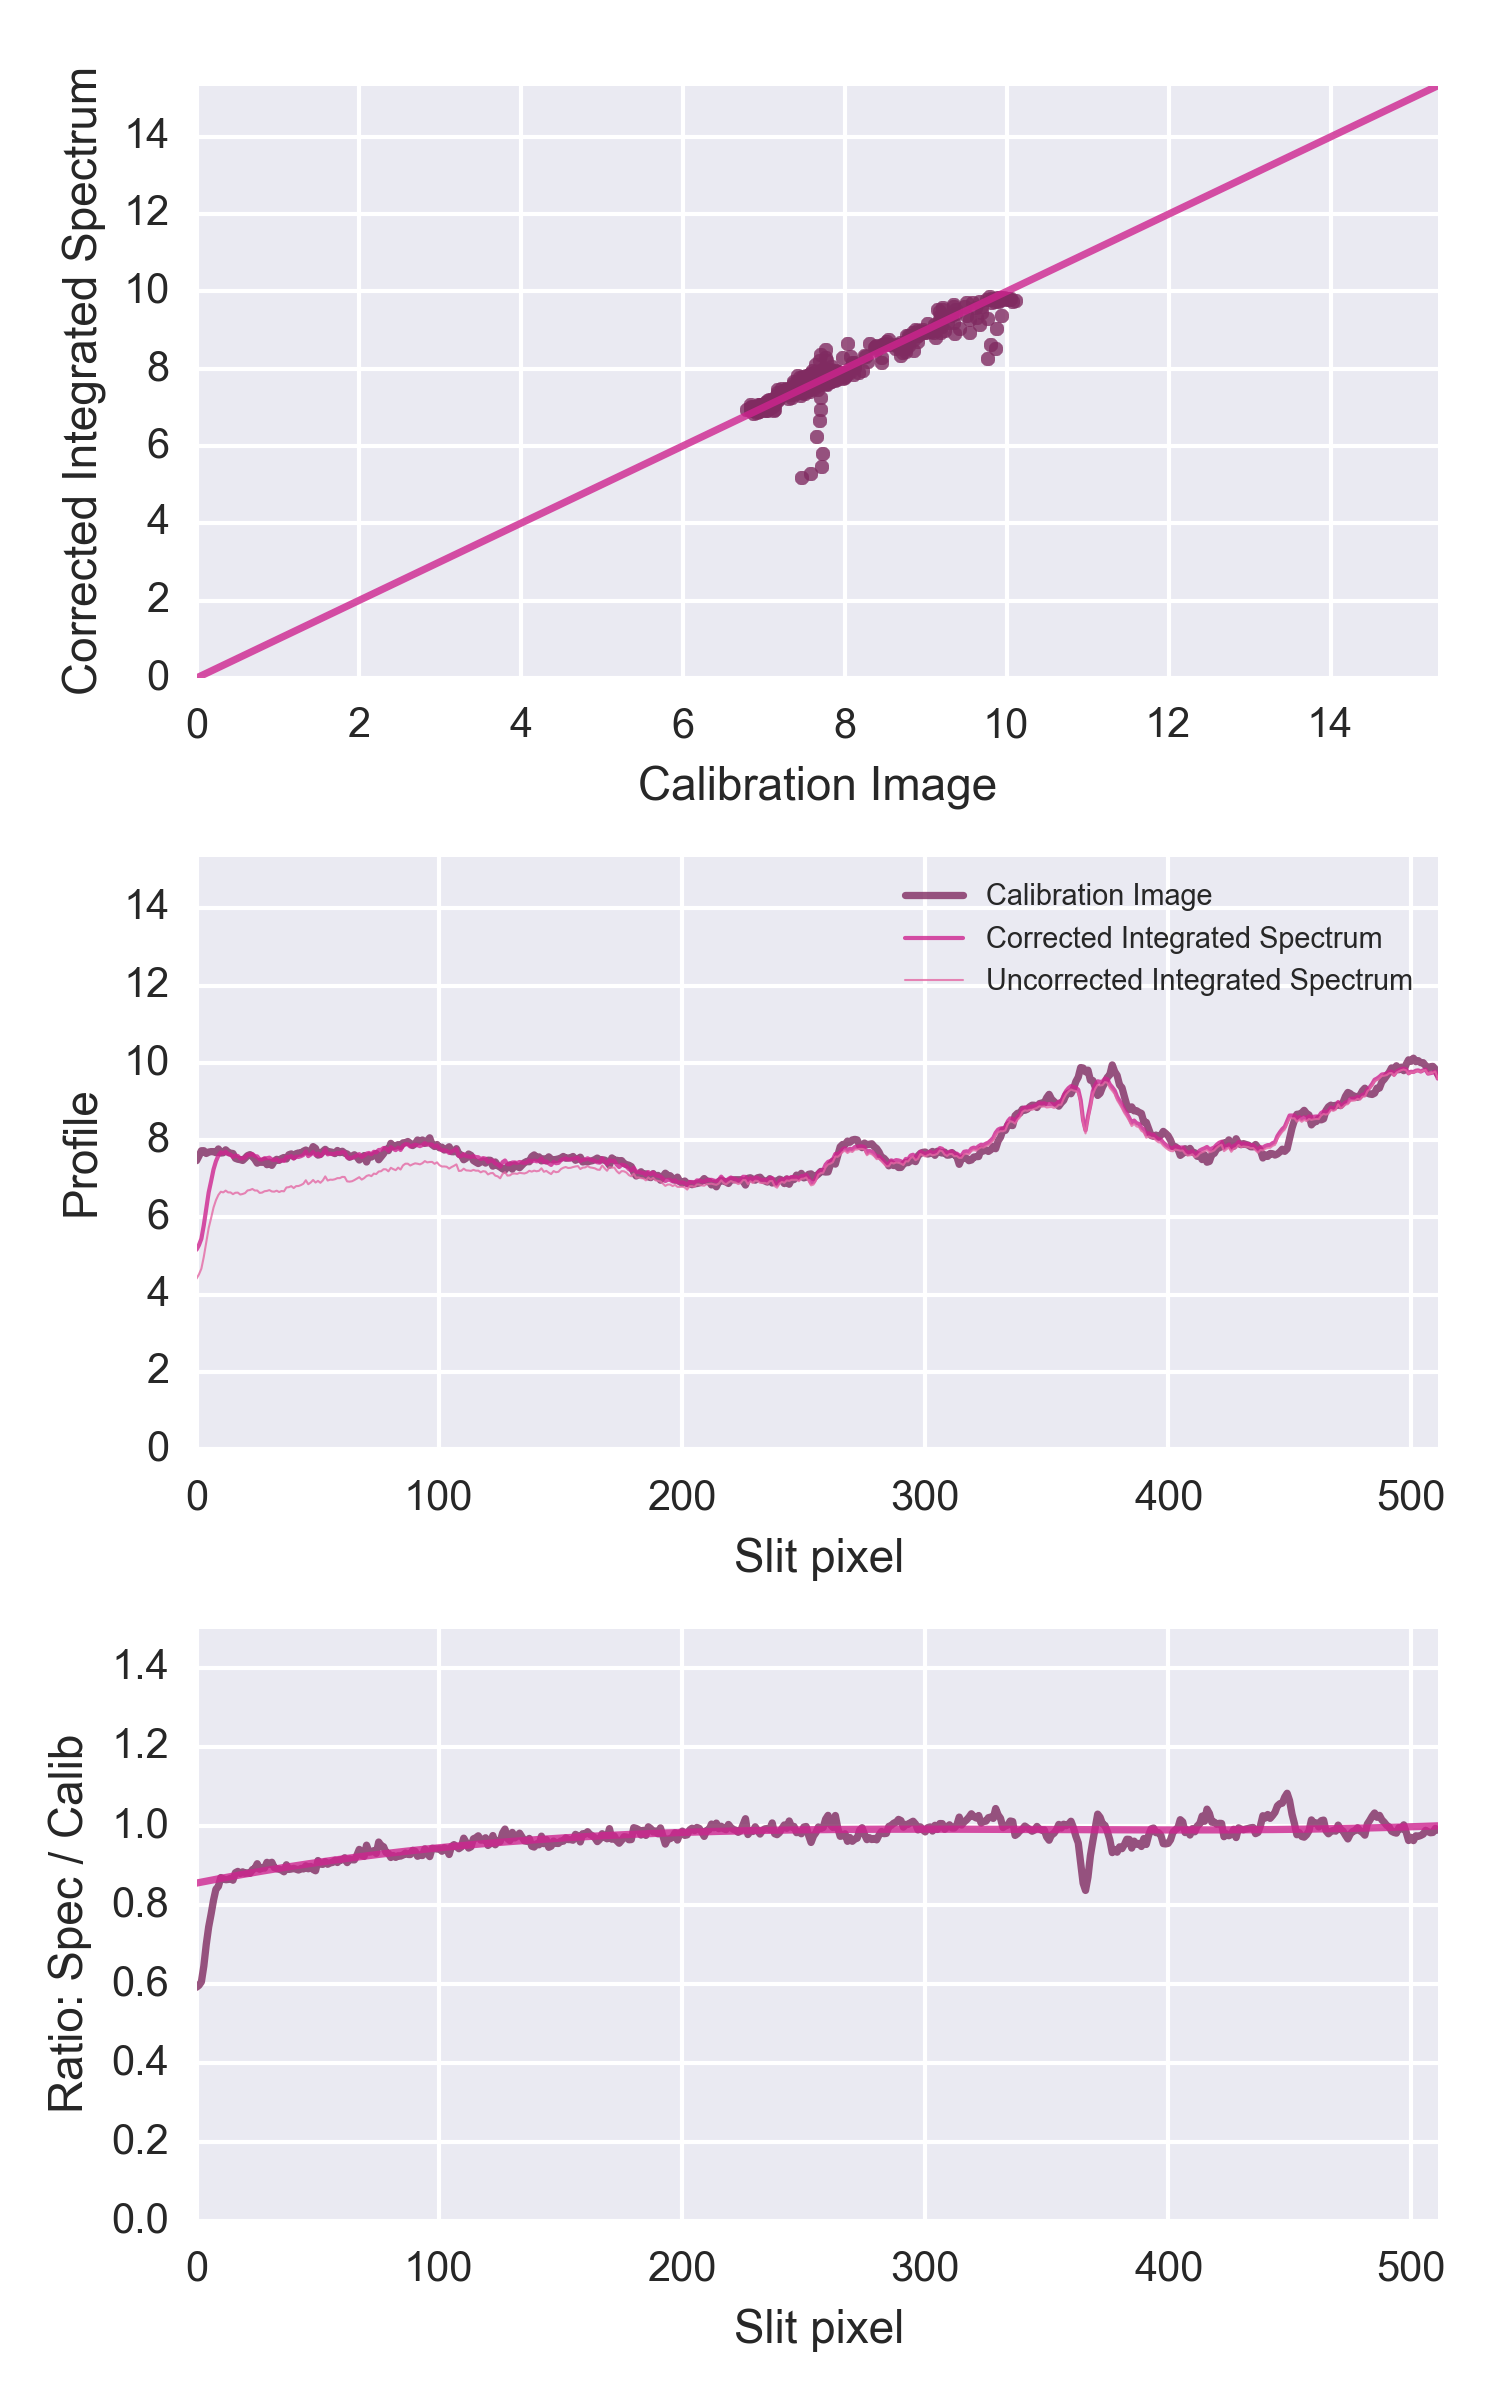 Corrected Integrated Spectrum
14
12
10
8
6
4
2
0
0 2 4 6 8 10 12 14
Calibration Image
Profile
14
12
10
8
6
4
2
0
Calibration Image
Corrected Integrated Spectrum
Uncorrected Integrated Spectrum
0 100 200 300 400 500
Slit pixel
Ratio: Spec / Calib
1.4
1.2
1.0
0.8
0.6
0.4
0.2
0.0
0 100 200 300 400 500
Slit pixel